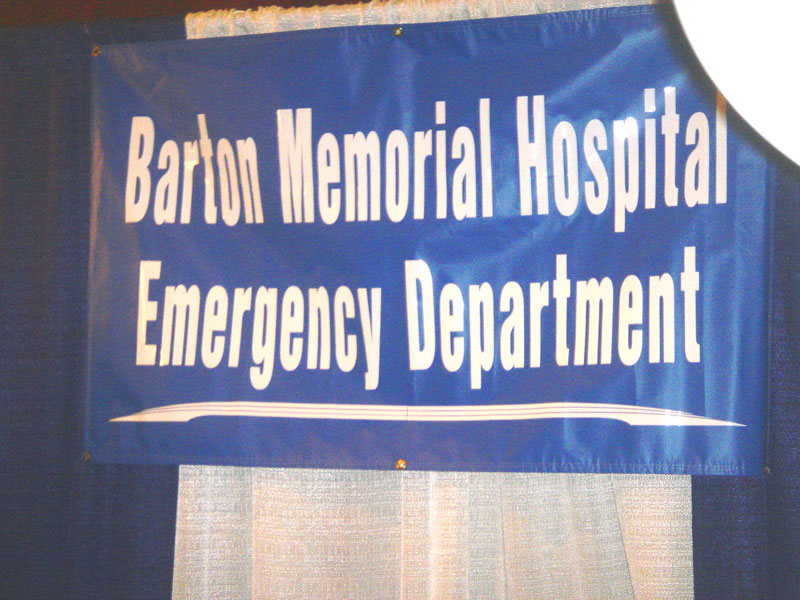 Barton Memorial Hospital
Emergency Department